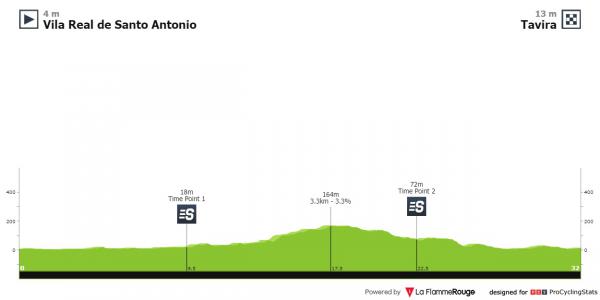 4 m
Vila Real de Santo Antonio
13 m
Tavira
18m
Time Point 1
164m
3.3km - 3.3%
72m
Time Point 2
400 400
200 200
0 0
0 9.5 17.5 22.5 32
Powered by La FlammeRouge designed for PCS ProCyclingStats